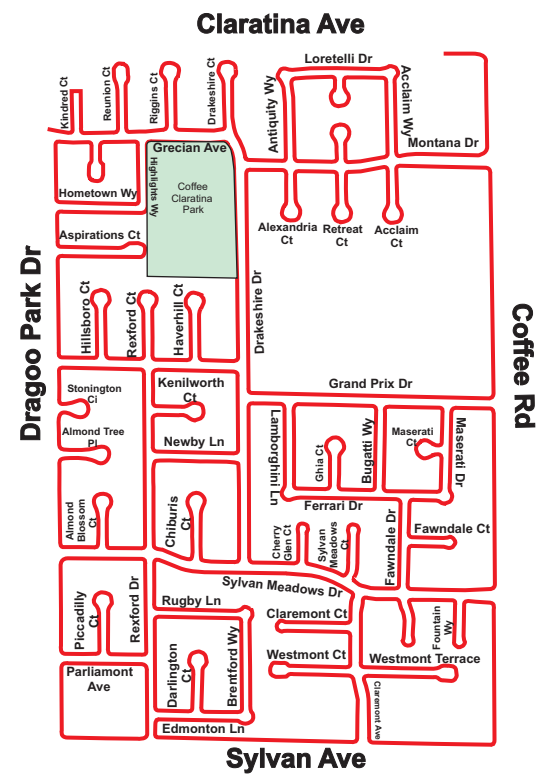 Claratina Ave
Loretelli Dr
Kindred Ct
Reunion Ct
Riggins Ct
Drakeshire Ct
Antiquity Wy
Acclaim Wy
Montana Dr
Grecian Ave
Highlights Wy
Coffee
Claratina
Park
Hometown Wy
Aspirations Ct
Alexandria
Ct
Retreat
Ct
Acclaim
Ct
Dragoo Park Dr
Hillsboro Ct
Rexford Ct
Haverhill Ct
Drakeshire Dr
Coffee Rd
Grand Prix Dr
Stonington
Ci
Kenilworth
Ct
Almond Tree
Pl
Newby Ln
Lamborghini Ln
Ghia Ct
Bugatti Wy
Maserati
Ct
Maserati Dr
Almond
Blossom
Ct
Chiburis
Ct
Ferrari Dr
Cherry
Glen Ct
Sylvan
Meadows
Ct
Fawndale Dr
Fawndale Ct
Sylvan Meadows Dr
Piccadilly
Ct
Rexford Dr
Rugby Ln
Claremont Ct
Fountain
Wy
Westmont Ct
Westmont Terrace
Parliamont
Ave
Darlington
Ct
Brentford Wy
Claremont Ave
Edmonton Ln
Sylvan Ave